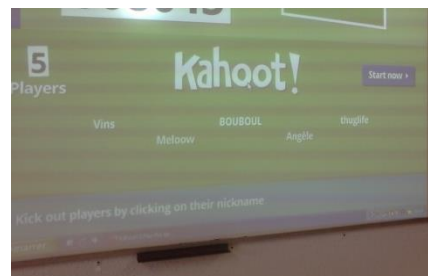 5
Players
Kahoot!
Start now
Vins
Meloow
BOUBOUL
Angèle
thuglife
Kick out players by clicking on their nickname